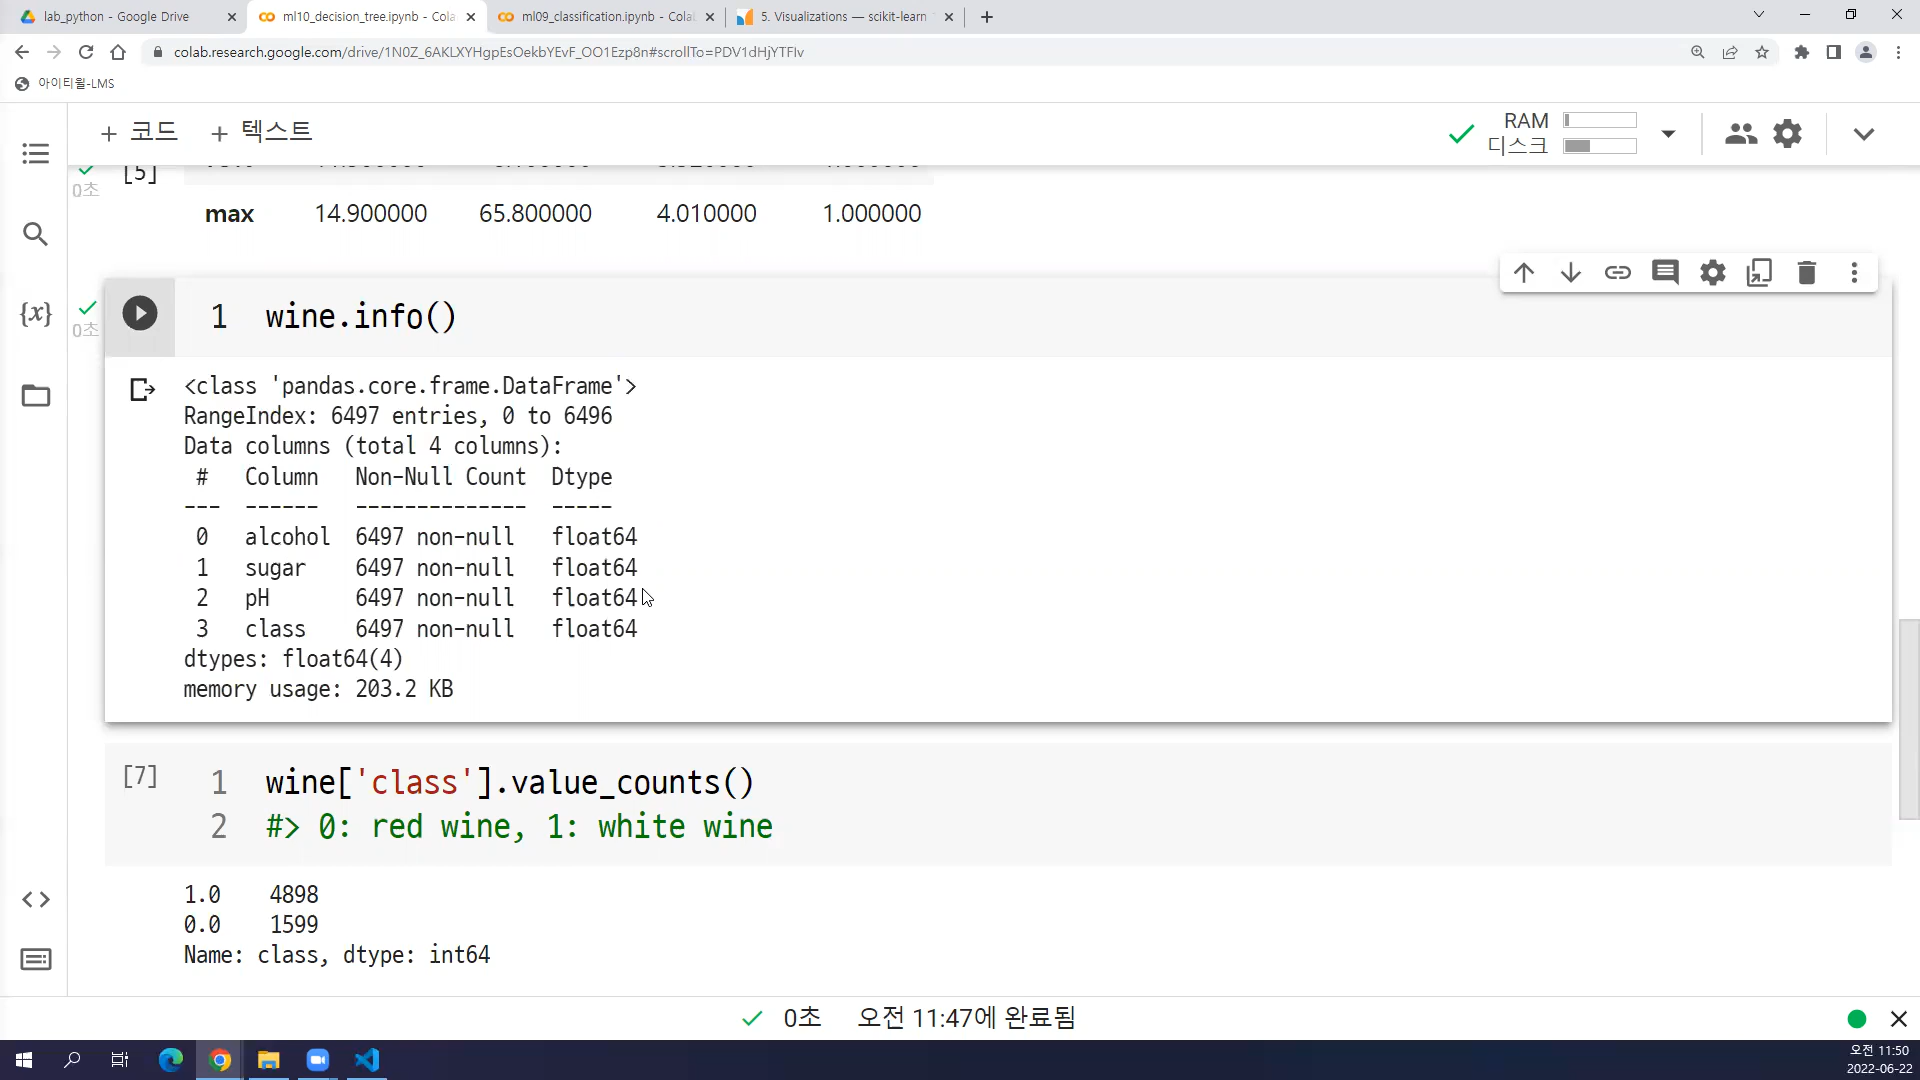 lab_python - Google Drive
ml10_decision_tree.ipynb - Cola
ml09_classification.ipynb - Cola
5. Visualizations — scikit-learn
colab.research.google.com/drive/1N0Z_6AKLXYHgpEsOekbYEvF_OO1Ezp8n#scrollTo=PDV1dHjYTFIv
아이티윌-LMS
+ 코드 + 텍스트
RAM
디스크
[5]
0초
max 14.900000 65.800000 4.010000 1.000000
{x}
0초
1 wine.info()
<class 'pandas.core.frame.DataFrame'>
RangeIndex: 6497 entries, 0 to 6496
Data columns (total 4 columns):
# Column Non-Null Count Dtype
--- ------ -------------- -----
0 alcohol 6497 non-null float64
1 sugar 6497 non-null float64
2 pH 6497 non-null float64
3 class 6497 non-null float64
dtypes: float64(4)
memory usage: 203.2 KB
[7]
1 wine['class'].value_counts()
2 #> 0: red wine, 1: white wine
1.0 4898
0.0 1599
Name: class, dtype: int64
0초 오전 11:47에 완료됨
오전 11:50
2022-06-22